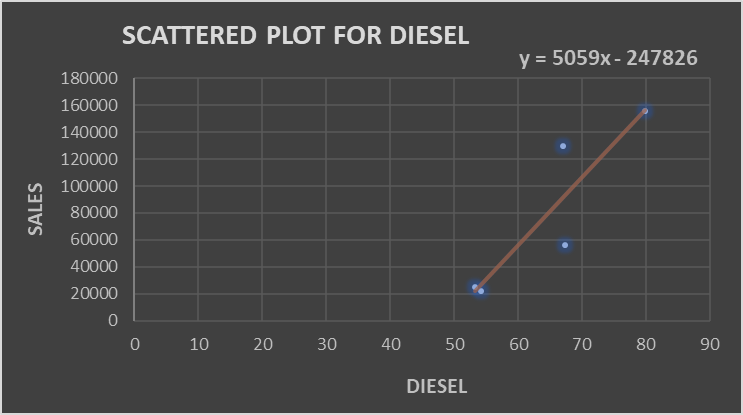 SCATTERED PLOT FOR DIESEL
y = 5059x - 247826
180000
160000
140000
120000
100000
80000
60000
40000
20000
0
SALES
0 10 20 30 40 50 60 70 80 90
DIESEL